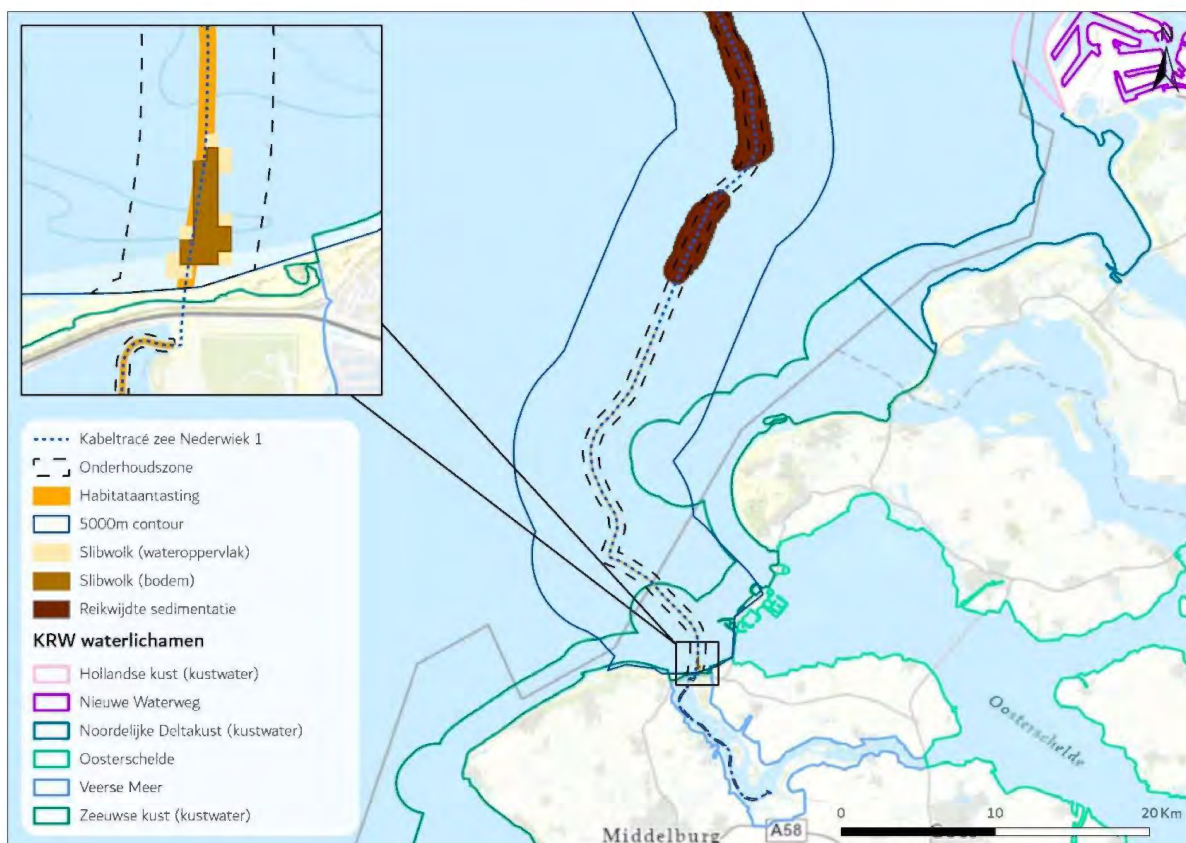 N
Kabeltracé zee Nederwiek 1
Onderhoudszone
Habitataantasting
5000m contour
Slibwolk (wateroppervlak)
Slibwolk (bodem)
Reikwijdte sedimentatie
KRW waterlichamen
Hollandse kust (kustwater)
Nieuwe Waterweg
Noordelijke Deltakust (kustwater)
Oosterschelde
Veerse Meer
Zeeuwse kust (kustwater)
Oosterschelde
0 10 20 Km
Middelburg
A58